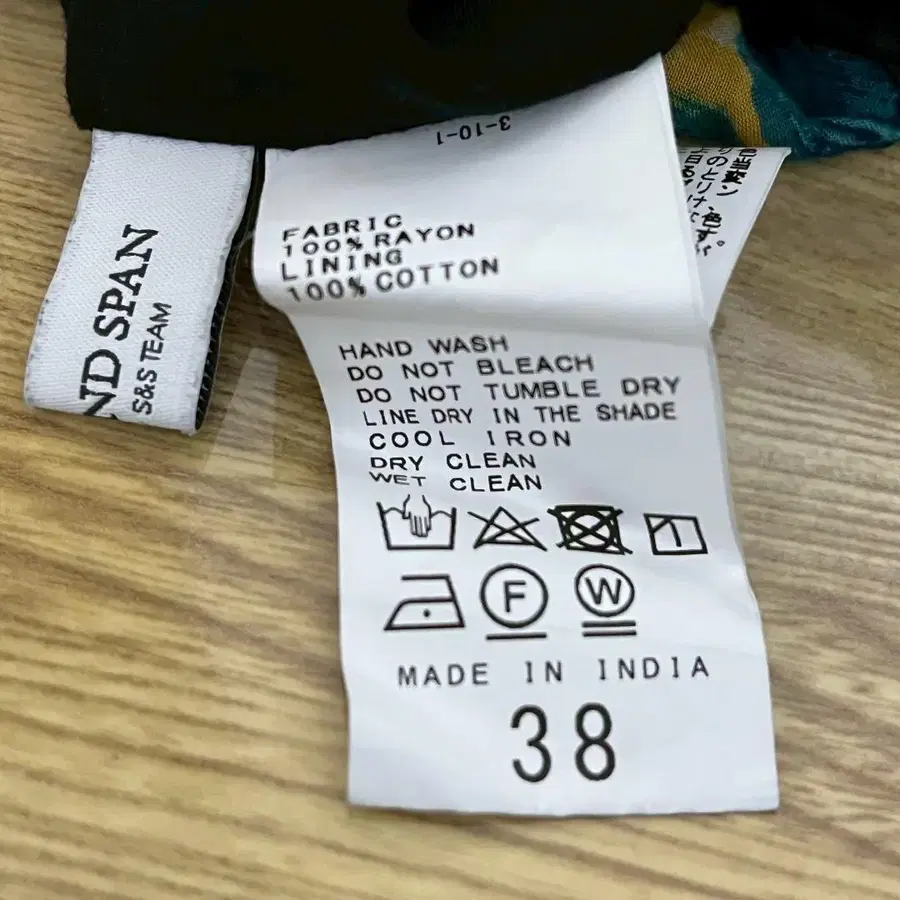 3-10-1
FABRIC
100% RAYON
LINING
100% COTTON
HAND WASH
DO NOT BLEACH
DO NOT TUMBLE DRY
LINE DRY IN THE SHADE
COOL IRON
DRY CLEAN
WET CLEAN
F W
MADE IN INDIA
38
ND SPAN
S&S TEAM